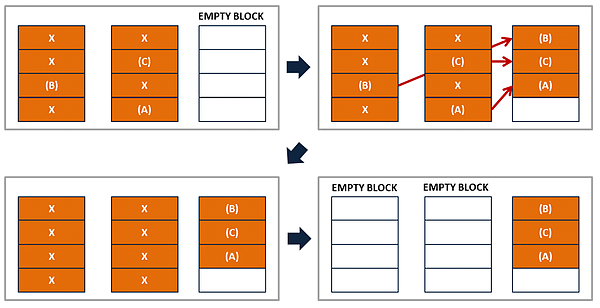 EMPTY BLOCK
X X
X (C)
(B) X
X (A)
X X (B)
X (C) (C)
(B) X (A)
X (A)
X X (B)
X X (C)
X X (A)
X X
EMPTY BLOCK EMPTY BLOCK
(B)
(C)
(A)